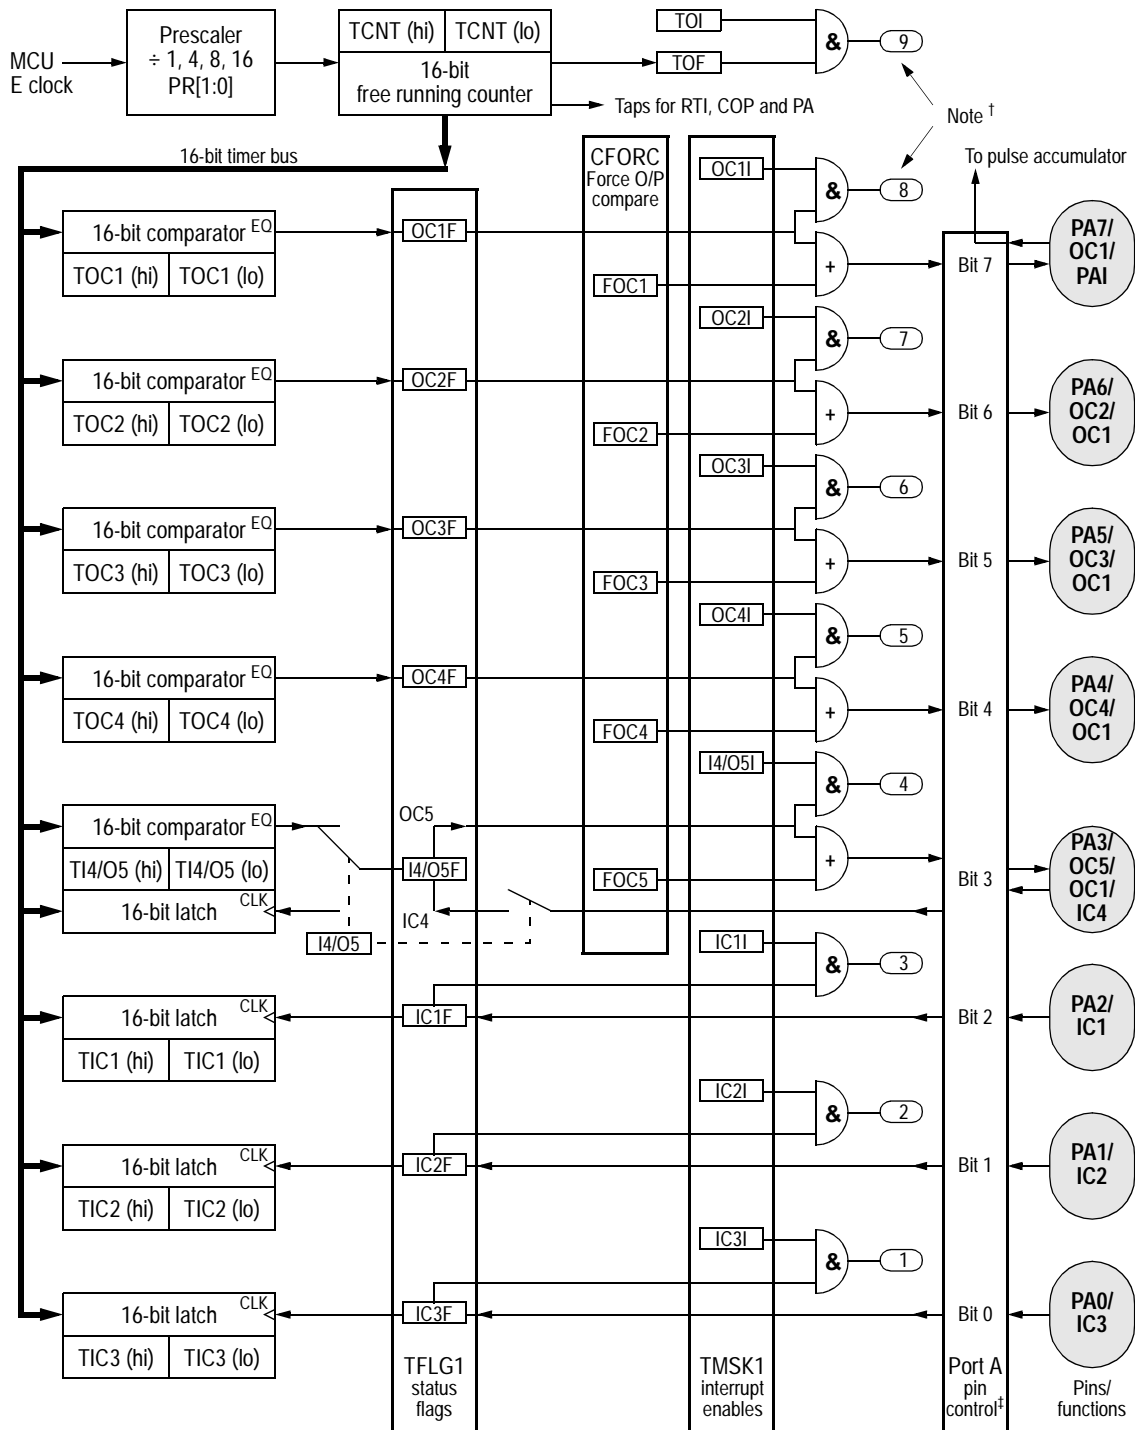 MCU
E clock
Prescaler
÷ 1, 4, 8, 16
PR[1:0]
TCNT (hi) TCNT (lo)
16-bit
free running counter
TOI
TOF
&
9
Taps for RTI, COP and PA
Note †
16-bit timer bus
CFORC
Force O/P
compare
OC1I
&
8
To pulse accumulator
16-bit comparator EQ
TOC1 (hi) TOC1 (lo)
OC1F
FOC1
+
Bit 7
PA7/
OC1/
PAI
OC2I
&
7
16-bit comparator EQ
TOC2 (hi) TOC2 (lo)
OC2F
FOC2
+
Bit 6
PA6/
OC2/
OC1
OC3I
&
6
16-bit comparator EQ
TOC3 (hi) TOC3 (lo)
OC3F
FOC3
+
Bit 5
PA5/
OC3/
OC1
OC4I
&
5
16-bit comparator EQ
TOC4 (hi) TOC4 (lo)
OC4F
FOC4
+
Bit 4
PA4/
OC4/
OC1
I4/O5I
&
4
16-bit comparator EQ
TI4/O5 (hi) TI4/O5 (lo)
16-bit latch CLK
OC5
I4/O5F
IC4
I4/O5
FOC5
+
Bit 3
PA3/
OC5/
OC1/
IC4
IC1I
&
3
16-bit latch CLK
TIC1 (hi) TIC1 (lo)
IC1F
Bit 2
PA2/
IC1
IC2I
&
2
16-bit latch CLK
TIC2 (hi) TIC2 (lo)
IC2F
Bit 1
PA1/
IC2
IC3I
&
1
16-bit latch CLK
TIC3 (hi) TIC3 (lo)
IC3F
Bit 0
PA0/
IC3
TFLG1
status
flags
TMSK1
interrupt
enables
Port A
pin
control‡
Pins/
functions